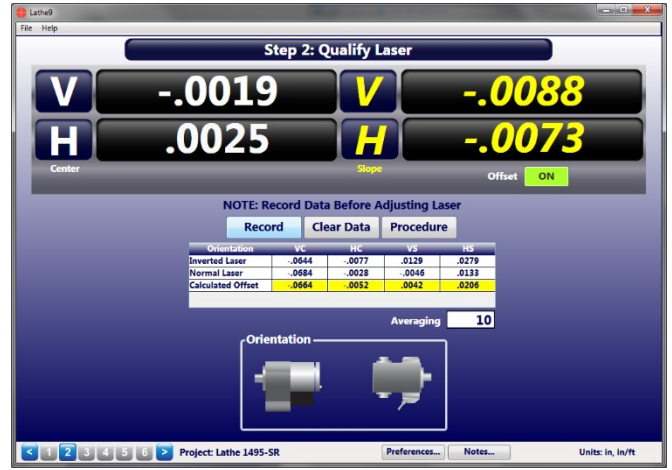 Lathe9
File Help
Step 2: Qualify Laser
V -.0019 V -.0088
H .0025 H -.0073
Center Slope Offset ON
NOTE: Record Data Before Adjusting Laser
Record Clear Data Procedure
Orientation VC HC VS HS
Inverted Laser -.0644 -.0077 .0129 .0279
Normal Laser -.0684 -.0028 -.0046 .0133
Calculated Offset -.0664 -.0052 .0042 .0206
Averaging 10
Orientation
< 1 2 3 4 5 6 > Project: Lathe 1495-SR Preferences... Notes... Units: in, in/ft